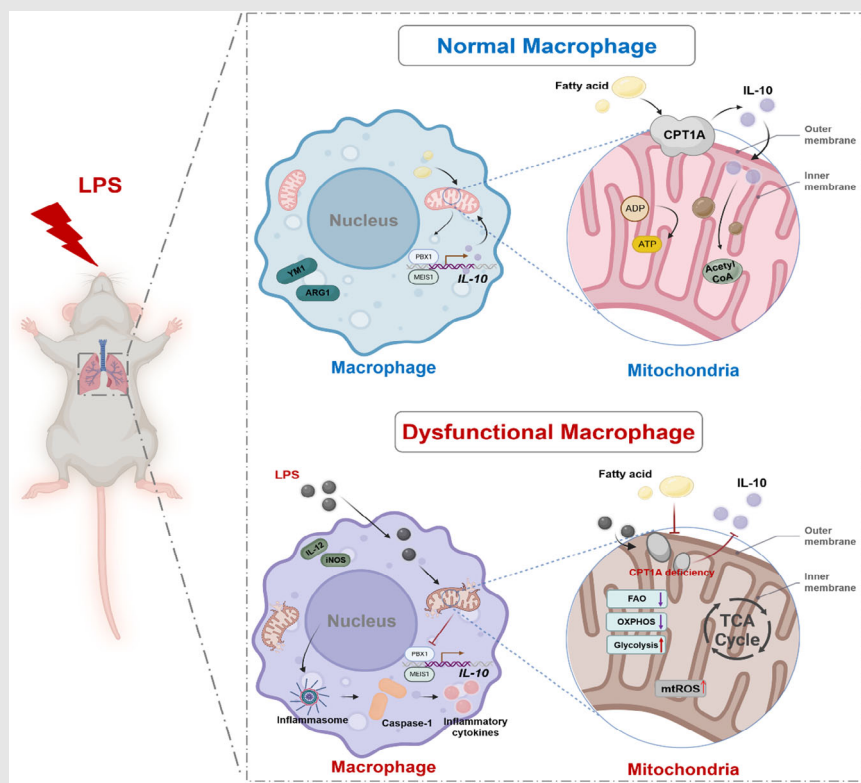 LPS
Normal Macrophage
Nucleus
YM1
ARG1
PBX1
MEIS1
IL-10
Macrophage
Fatty acid
CPT1A
IL-10
Outer
membrane
Inner
membrane
ADP
ATP
Acetyl
CoA
Mitochondria
Dysfunctional Macrophage
LPS
IL-12
iNOS
Nucleus
PBX1
MEIS1
IL-10
Inflammasome
Caspase-1
Inflammatory
cytokines
Macrophage
Fatty acid
IL-10
Outer
membrane
Inner
membrane
CPT1A deficiency
FAO ↓
OXPHOS ↓
Glycolysis ↑
TCA
Cycle
mtROS ↑
Mitochondria